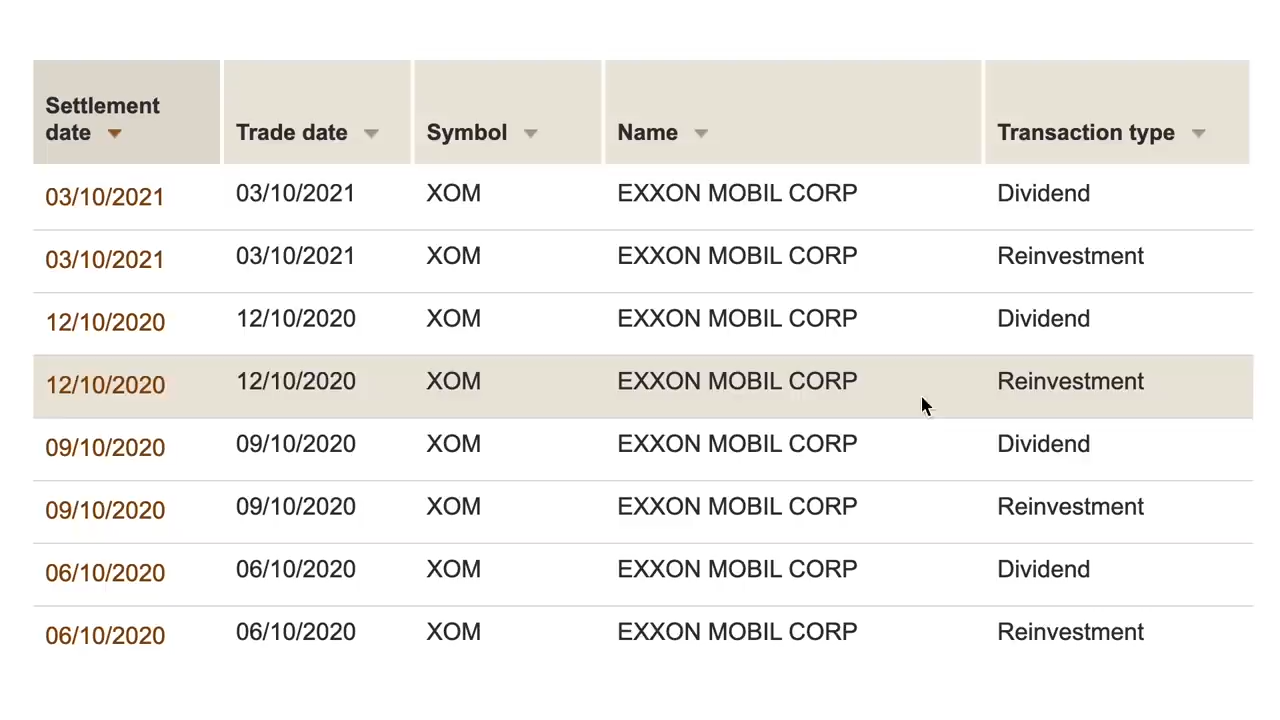 Settlement
date Trade date Symbol Name Transaction type
03/10/2021 03/10/2021 XOM EXXON MOBIL CORP Dividend
03/10/2021 03/10/2021 XOM EXXON MOBIL CORP Reinvestment
12/10/2020 12/10/2020 XOM EXXON MOBIL CORP Dividend
12/10/2020 12/10/2020 XOM EXXON MOBIL CORP Reinvestment
09/10/2020 09/10/2020 XOM EXXON MOBIL CORP Dividend
09/10/2020 09/10/2020 XOM EXXON MOBIL CORP Reinvestment
06/10/2020 06/10/2020 XOM EXXON MOBIL CORP Dividend
06/10/2020 06/10/2020 XOM EXXON MOBIL CORP Reinvestment